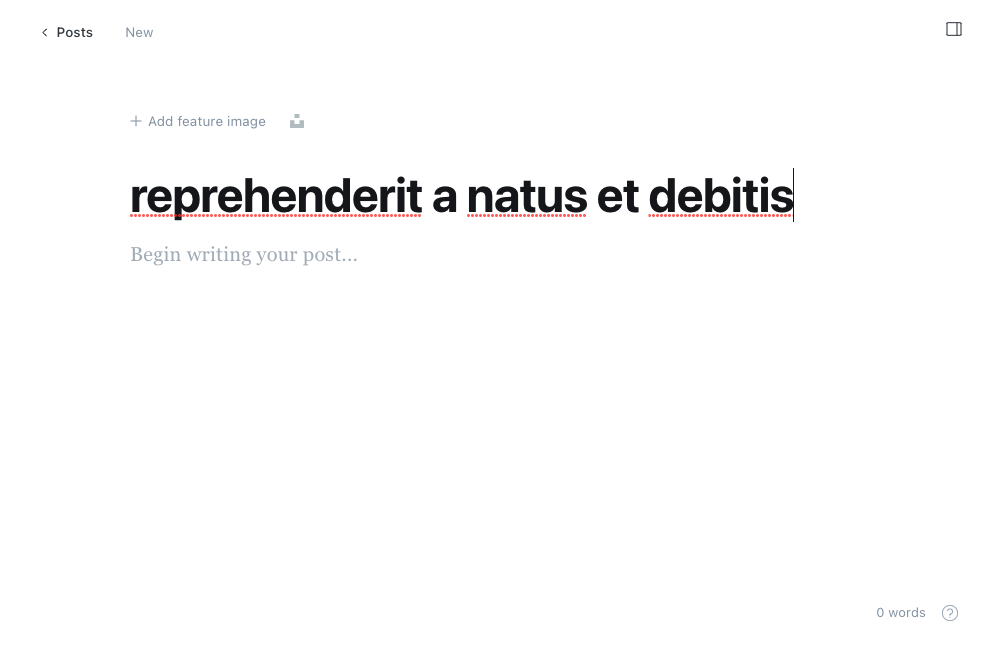 Posts
New
Add feature image
reprehenderit a natus et debitis
Begin writing your post...
0 words
?